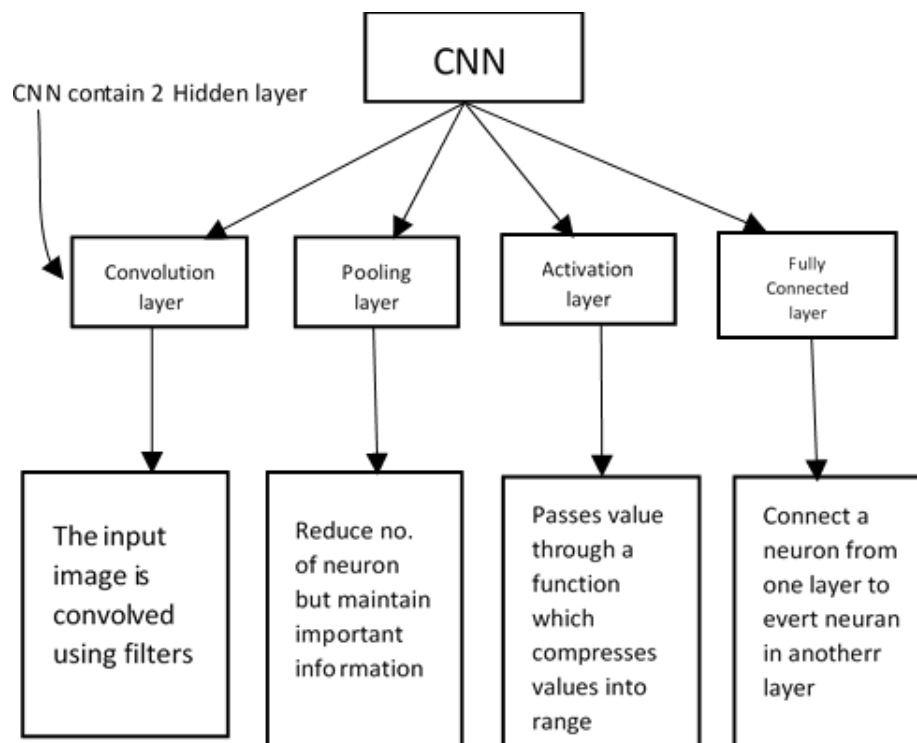 CNN
CNN contain 2 Hidden layer
Convolution
layer
Pooling
layer
Activation
layer
Fully
Connected
layer
The input
image is
convolved
using filters
Reduce no.
of neuron
but maintain
important
information
Passes value
through a
function
which
compresses
values into
range
Connect a
neuron from
one layer to
evert neuran
in anotherr
layer